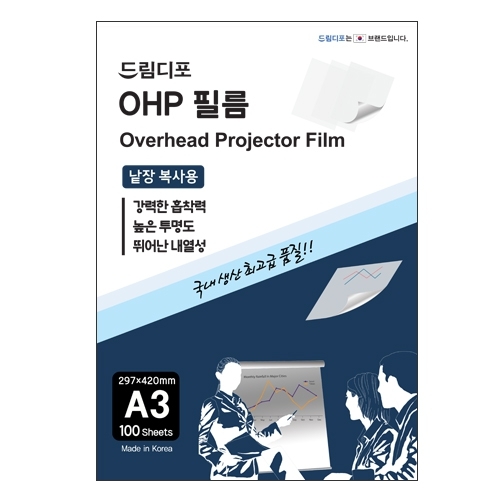 드림디포는 브랜드입니다.
드림디포
OHP 필름
Overhead Projector Film
낱장 복사용
강력한 흡착력
높은 투명도
뛰어난 내열성
국내 생산 최고급 품질!!
297×420mm
A3
100 Sheets
Made in Korea